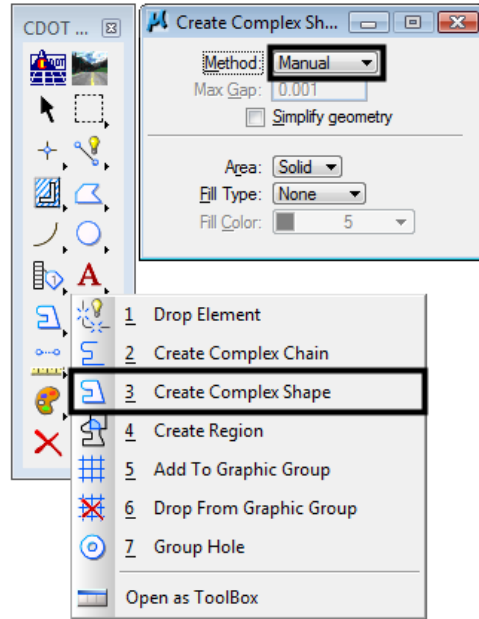 CDOT ...
Create Complex Sh...
Method: Manual
Max Gap: 0.001
Simplify geometry
Area: Solid
Fill Type: None
Fill Color: 5
A
1 Drop Element
2 Create Complex Chain
3 Create Complex Shape
4 Create Region
5 Add To Graphic Group
6 Drop From Graphic Group
7 Group Hole
Open as ToolBox